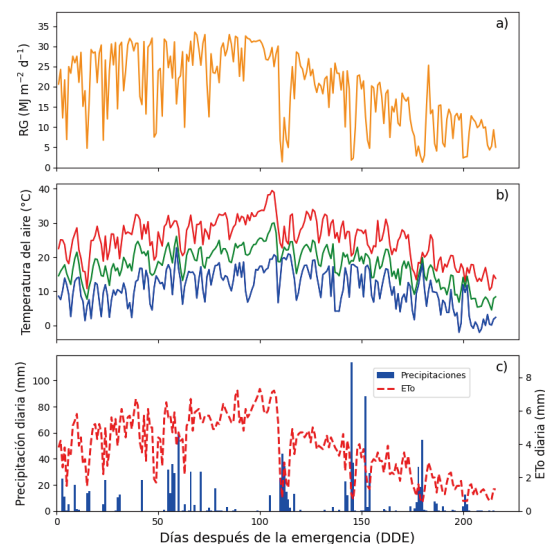 a)
RG (MJ m⁻² d⁻¹)
35
30
25
20
15
10
5
0
b)
Temperatura del aire (°C)
40
30
20
10
0
c)
Precipitación diaria (mm)
100
80
60
40
20
0
Precipitaciones
ETo
ETo diaria (mm)
8
6
4
2
0
0 50 100 150 200
Días después de la emergencia (DDE)